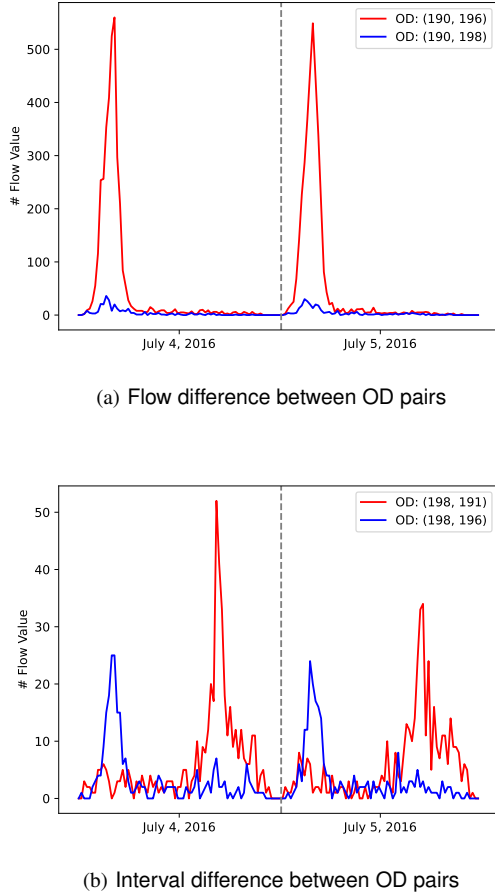 OD: (190, 196)
OD: (190, 198)
# Flow Value
500
400
300
200
100
0
July 4, 2016 July 5, 2016
(a) Flow difference between OD pairs
OD: (198, 191)
OD: (198, 196)
# Flow Value
50
40
30
20
10
0
July 4, 2016 July 5, 2016
(b) Interval difference between OD pairs